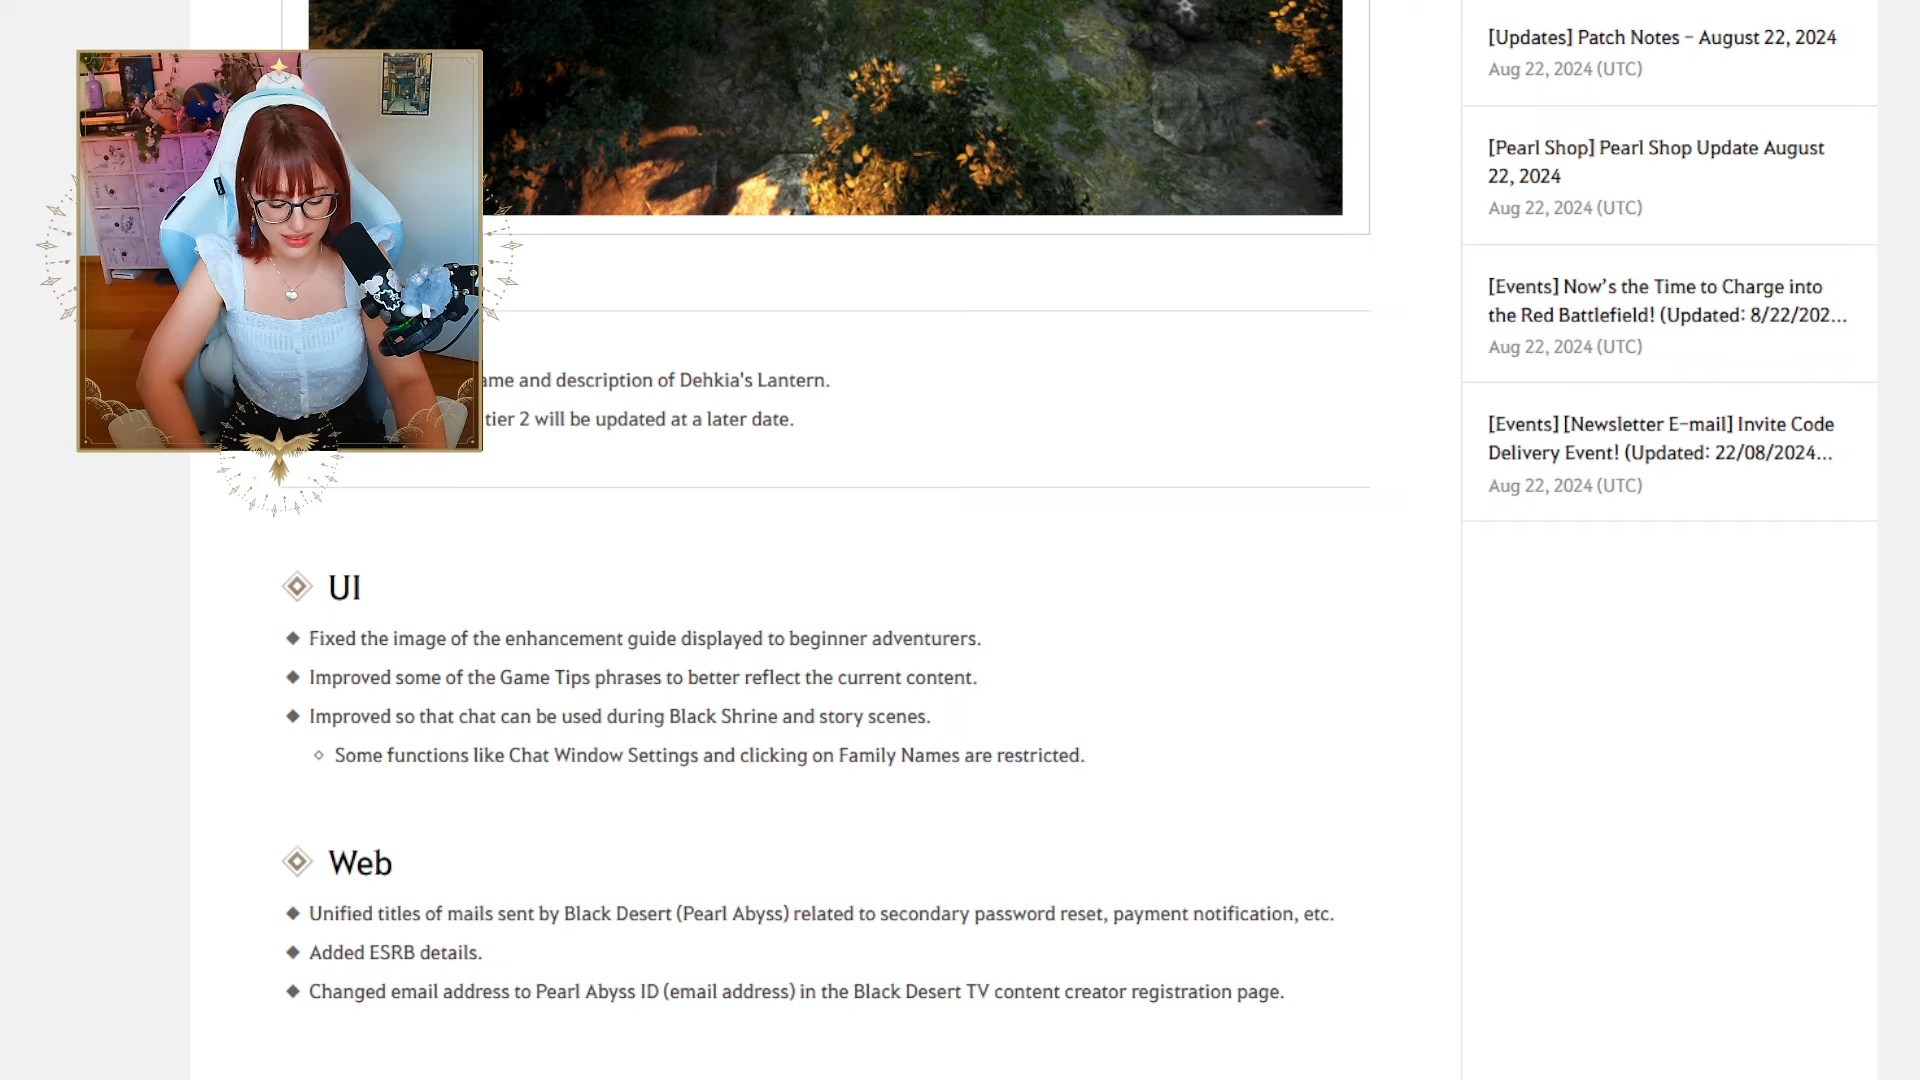 ame and description of Dehkia's Lantern.
tier 2 will be updated at a later date.
UI
Fixed the image of the enhancement guide displayed to beginner adventurers.
Improved some of the Game Tips phrases to better reflect the current content.
Improved so that chat can be used during Black Shrine and story scenes.
Some functions like Chat Window Settings and clicking on Family Names are restricted.
Web
Unified titles of mails sent by Black Desert (Pearl Abyss) related to secondary password reset, payment notification, etc.
Added ESRB details.
Changed email address to Pearl Abyss ID (email address) in the Black Desert TV content creator registration page.
[Updates] Patch Notes – August 22, 2024
Aug 22, 2024 (UTC)
[Pearl Shop] Pearl Shop Update August
22, 2024
Aug 22, 2024 (UTC)
[Events] Now's the Time to Charge into
the Red Battlefield! (Updated: 8/22/202...
Aug 22, 2024 (UTC)
[Events] [Newsletter E-mail] Invite Code
Delivery Event! (Updated: 22/08/2024...
Aug 22, 2024 (UTC)